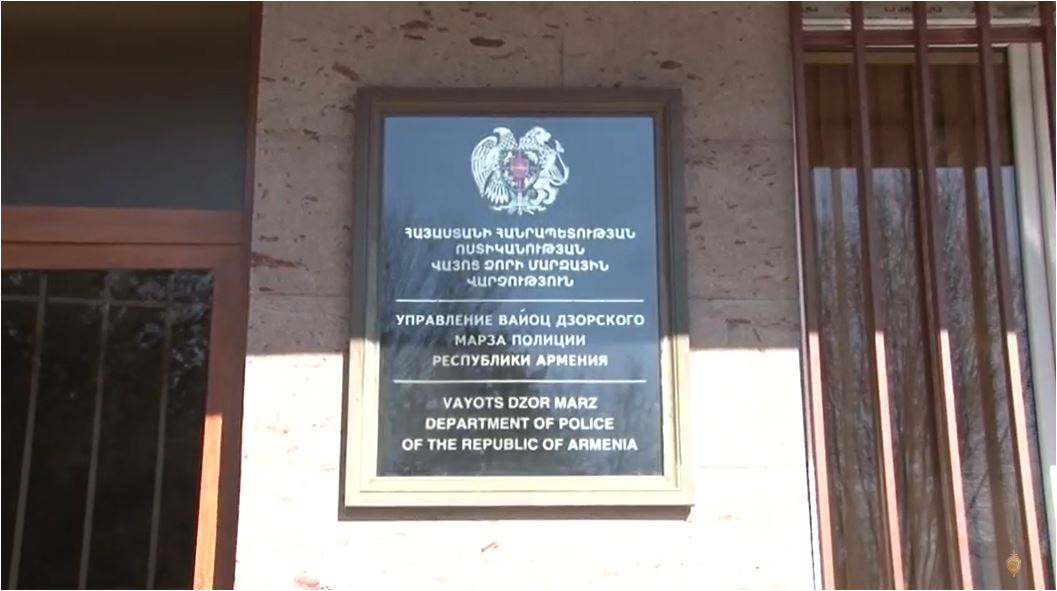 ՀԱՅԱՍՏԱՆԻ ՀԱՆՐԱՊԵՏՈՒԹՅԱՆ
ՈՍՏԻԿԱՆՈՒԹՅԱՆ
ՎԱՅՈՑ ՁՈՐԻ ՄԱՐԶԱՅԻՆ
ՎԱՐՉՈՒԹՅՈՒՆ
УПРАВЛЕНИЕ ВАЙОЦ ДЗОРСКОГО
МАРЗА ПОЛИЦИИ
РЕСПУБЛИКИ АРМЕНИЯ
VAYOTS DZOR MARZ
DEPARTMENT OF POLICE
OF THE REPUBLIC OF ARMENIA